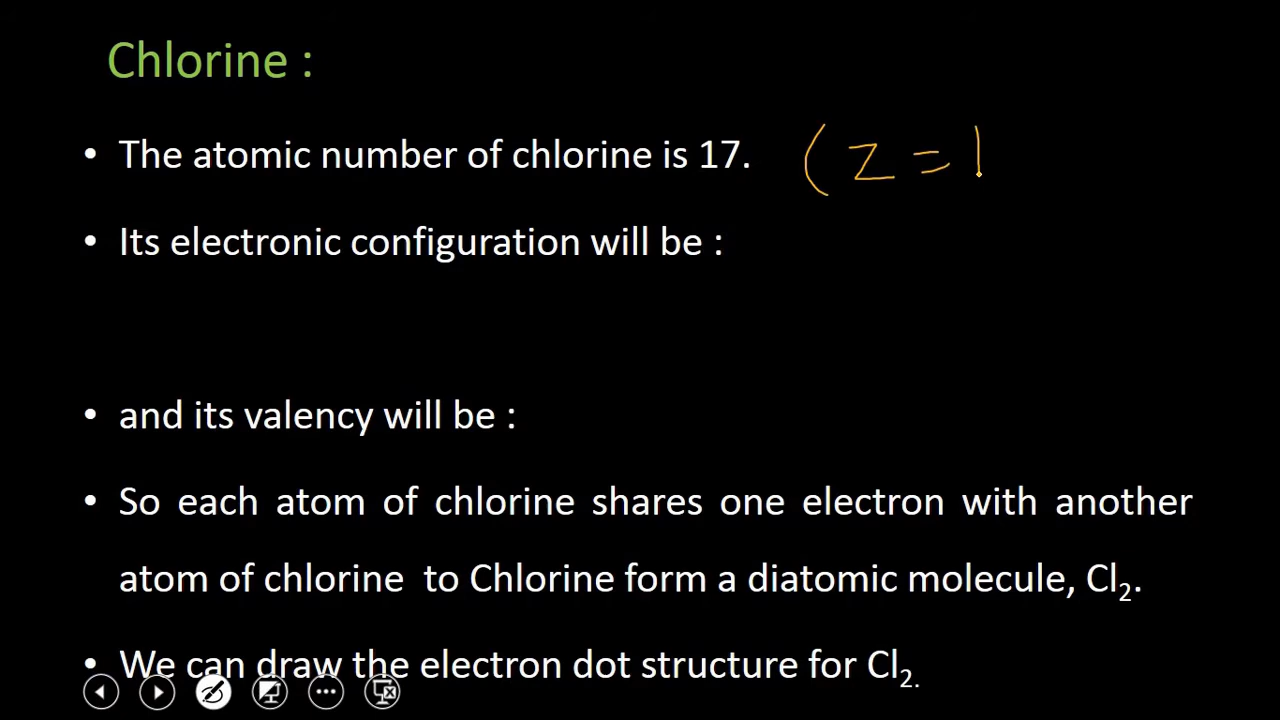 Chlorine :
• The atomic number of chlorine is 17. (Z = 1
• Its electronic configuration will be :
• and its valency will be :
• So each atom of chlorine shares one electron with another
atom of chlorine to Chlorine form a diatomic molecule, Cl₂.
• We can draw the electron dot structure for Cl₂.